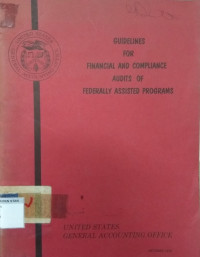 GUIDELINES
FOR
FINANCIAL AND COMPLIANCE
AUDITS OF
FEDERALLY ASSISTED PROGRAMS
UNITED STATES
GENERAL ACCOUNTING OFFICE